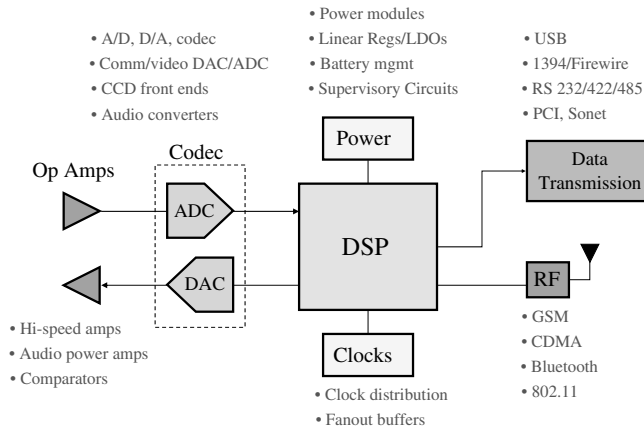 • A/D, D/A, codec
• Comm/video DAC/ADC
• CCD front ends
• Audio converters
• Power modules
• Linear Regs/LDOs
• Battery mgmt
• Supervisory Circuits
• USB
• 1394/Firewire
• RS 232/422/485
• PCI, Sonet
Op Amps
Codec
ADC
DAC
Power
DSP
Clocks
Data
Transmission
RF
• Hi-speed amps
• Audio power amps
• Comparators
• Clock distribution
• Fanout buffers
• GSM
• CDMA
• Bluetooth
• 802.11